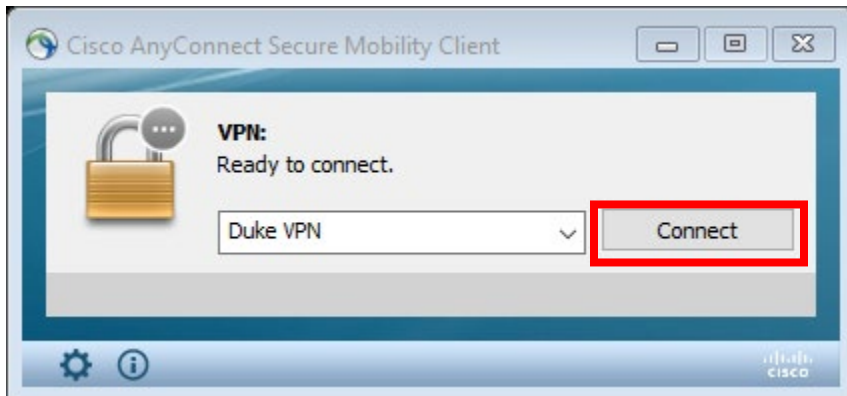 Cisco AnyConnect Secure Mobility Client
VPN:
Ready to connect.
Duke VPN
Connect
cisco